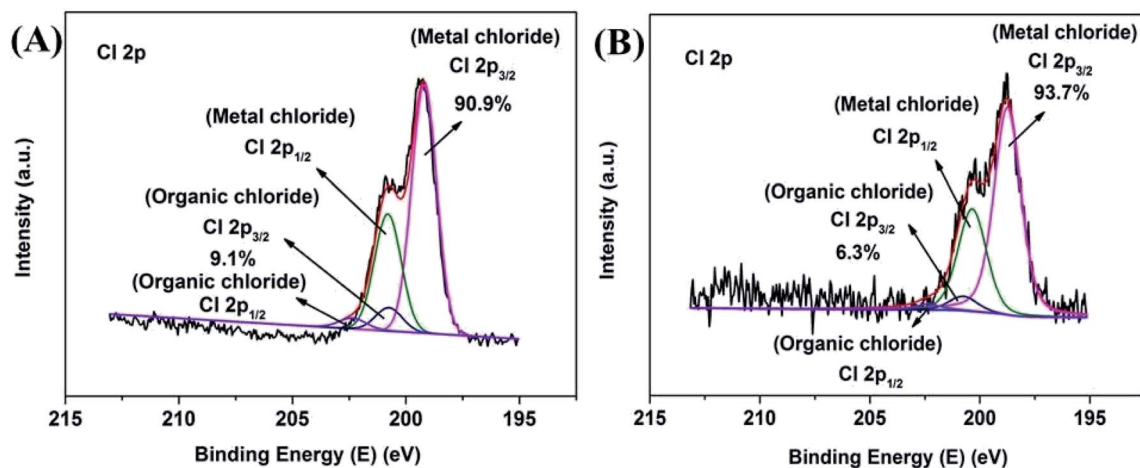 (A)
Cl 2p
(Metal chloride)
Cl 2p3/2
90.9%
(Metal chloride)
Cl 2p1/2
(Organic chloride)
Cl 2p3/2
9.1%
(Organic chloride)
Cl 2p1/2
Intensity (a.u.)
215 210 205 200 195
Binding Energy (E) (eV)
(B)
Cl 2p
(Metal chloride)
Cl 2p3/2
93.7%
(Metal chloride)
Cl 2p1/2
(Organic chloride)
Cl 2p3/2
6.3%
(Organic chloride)
Cl 2p1/2
Intensity (a.u.)
215 210 205 200 195
Binding Energy (E) (eV)